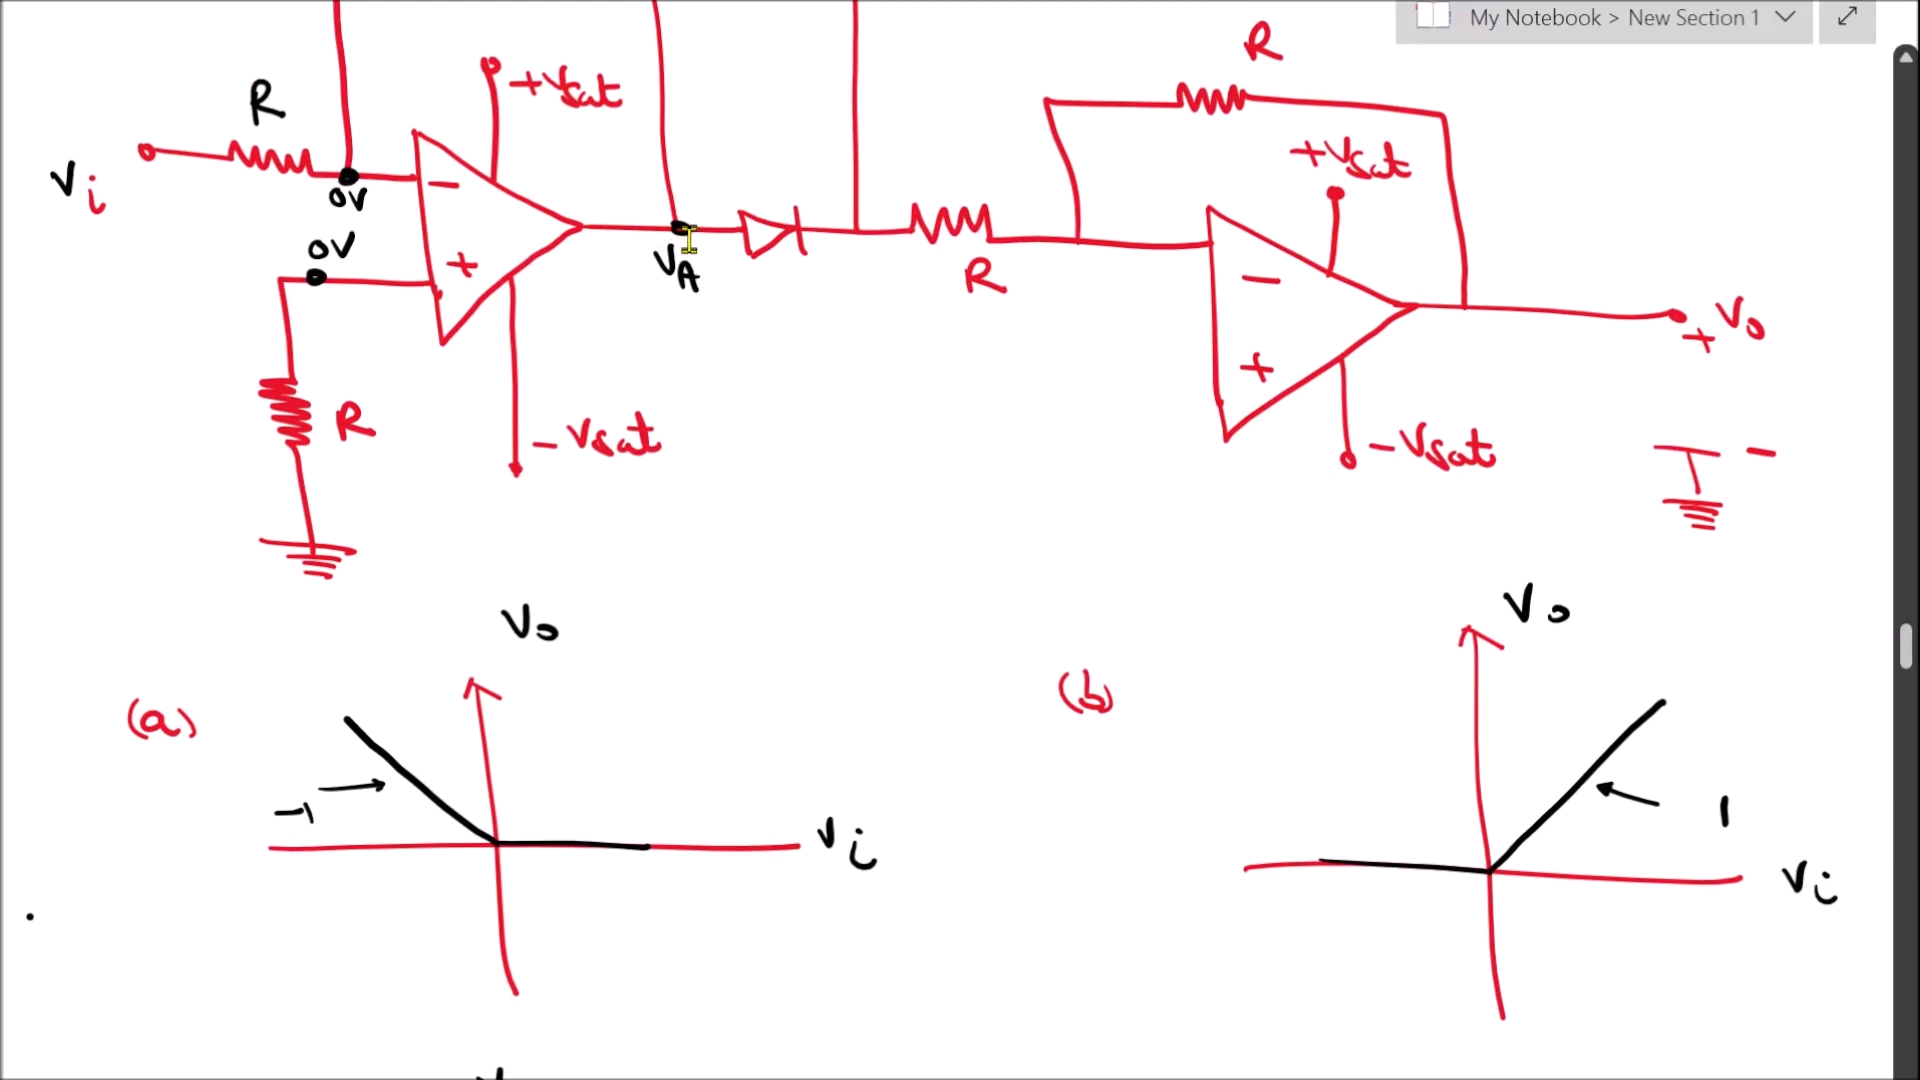 My Notebook > New Section 1
R
R
+Vsat
+Vsat
Vi
0V
0V
−
+
VA
R
−
+
+ Vo
R
− Vsat
− Vsat
−
Vo
Vo
(a)
(b)
−1
1
Vi
Vi